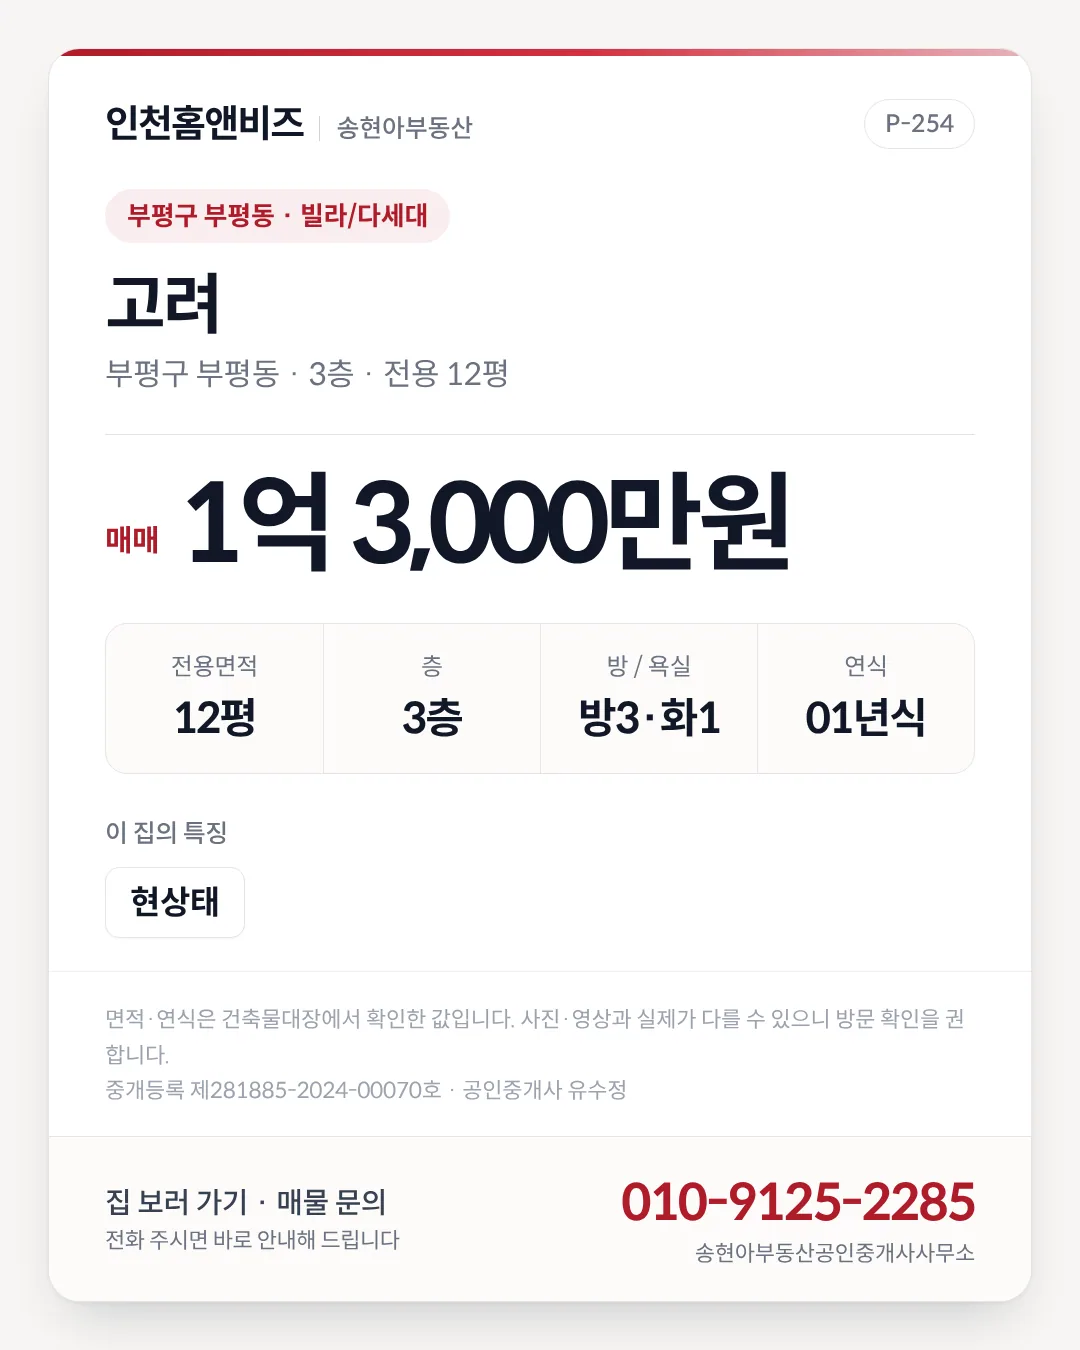 인천홈앤비즈 | 송현아부동산
P-254
부평구 부평동 · 빌라/다세대
고려
부평구 부평동 · 3층 · 전용 12평
매매 1억 3,000만원
전용면적
12평
층
3층
방 / 욕실
방3·화1
연식
01년식
이 집의 특징
현상태
면적·연식은 건축물대장에서 확인한 값입니다. 사진·영상과 실제가 다를 수 있으니 방문 확인을 권
합니다.
중개등록 제281885-2024-00070호 · 공인중개사 유수정
집 보러 가기 · 매물 문의
전화 주시면 바로 안내해 드립니다
010-9125-2285
송현아부동산공인중개사사무소